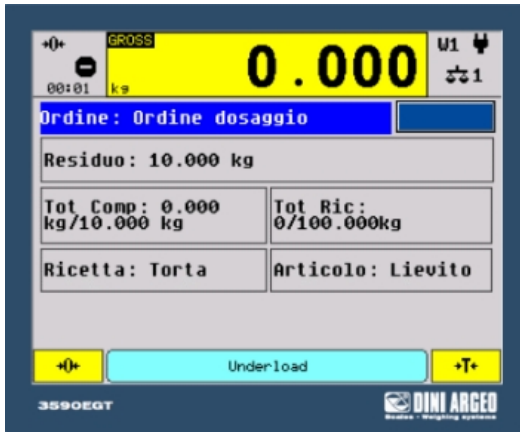 →0← GROSS 0.000 W1
00:01 kg 1
Ordine: Ordine dosaggio
Residuo: 10.000 kg
Tot Comp: 0.000
kg/10.000 kg
Tot Ric:
0/100.000kg
Ricetta: Torta
Articolo: Lievito
→0← Underload →T←
3590EGT
DINI ARGEO
Scales - Weighing systems